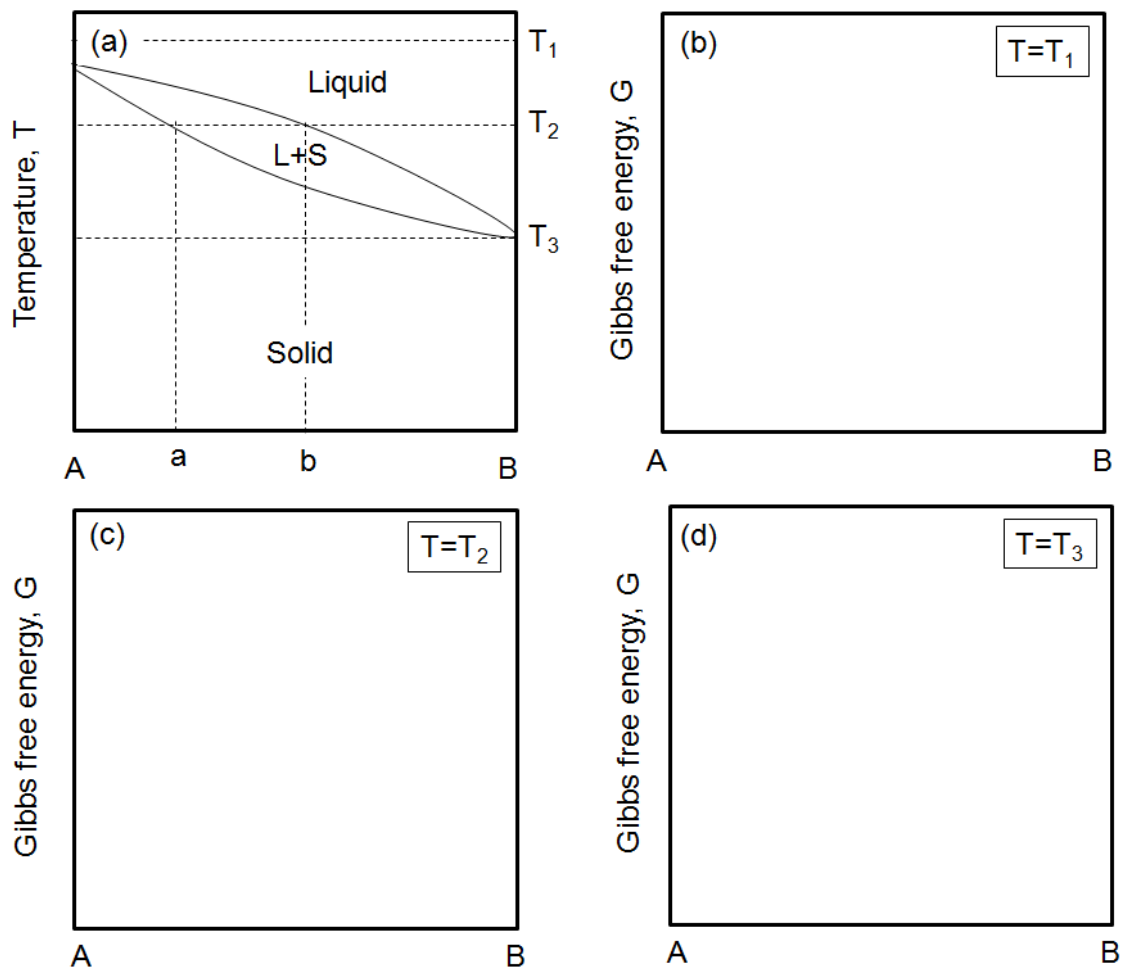 (a)
T₁
Liquid
T₂
L+S
T₃
Solid
Temperature, T
A
a
b
B
(b)
T=T₁
Gibbs free energy, G
A
B
(c)
T=T₂
Gibbs free energy, G
A
B
(d)
T=T₃
Gibbs free energy, G
A
B